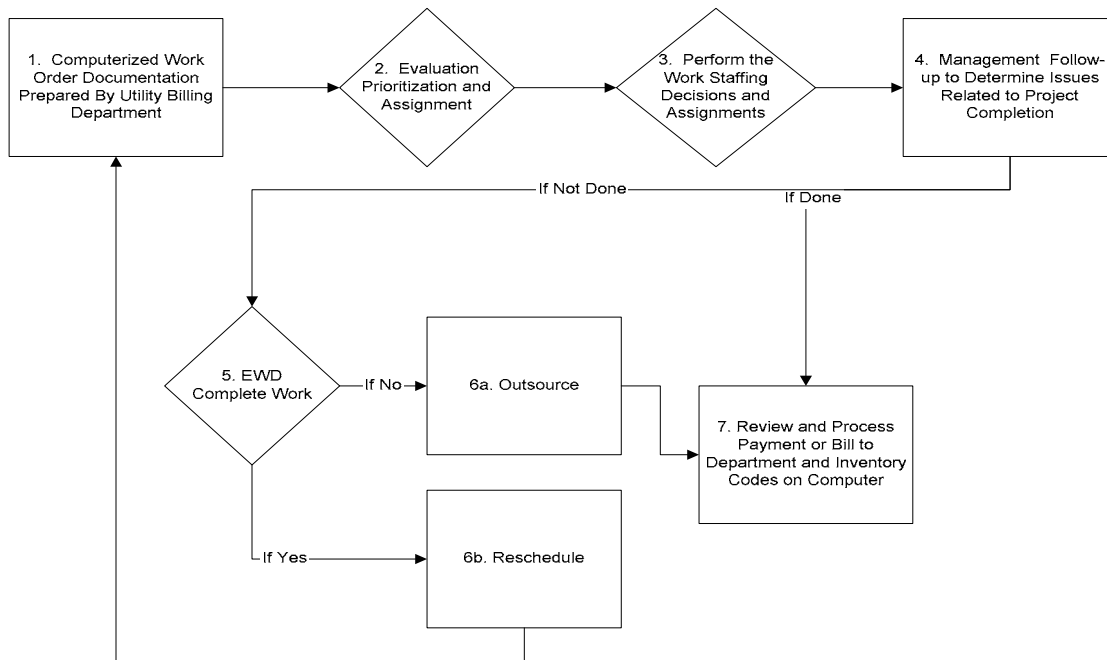 1. Computerized Work
Order Documentation
Prepared By Utility Billing
Department
2. Evaluation
Prioritization and
Assignment
3. Perform the
Work Staffing
Decisions and
Assignments
4. Management Follow-
up to Determine Issues
Related to Project
Completion
If Not Done
If Done
5. EWD
Complete Work
If No
6a. Outsource
7. Review and Process
Payment or Bill to
Department and Inventory
Codes on Computer
If Yes
6b. Reschedule